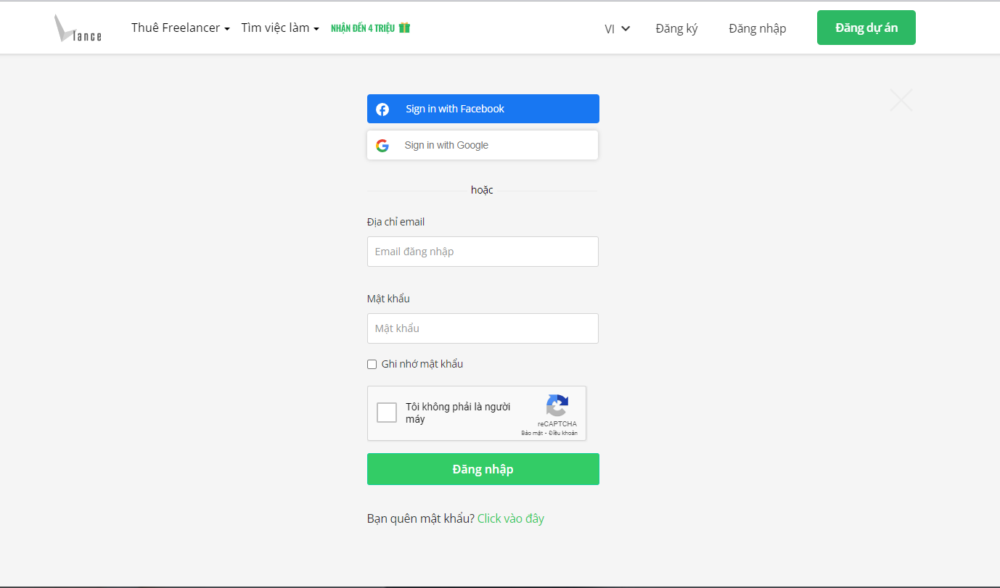 lance
Thuê Freelancer
Tìm việc làm
NHẬN ĐẾN 4 TRIỆU
VI
Đăng ký
Đăng nhập
Đăng dự án
Sign in with Facebook
Sign in with Google
hoặc
Địa chỉ email
Email đăng nhập
Mật khẩu
Mật khẩu
Ghi nhớ mật khẩu
Tôi không phải là người
máy
reCAPTCHA
Bảo mật - Điều khoản
Đăng nhập
Bạn quên mật khẩu? Click vào đây